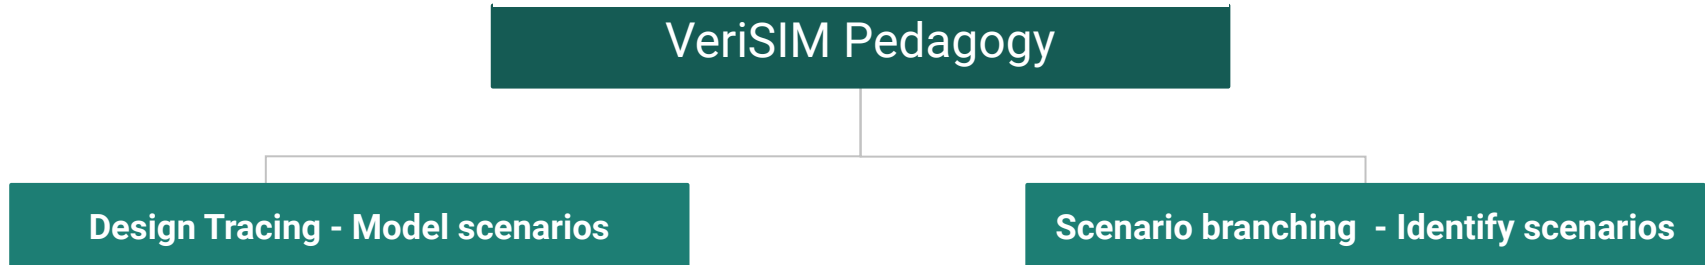 VeriSIM Pedagogy
Design Tracing - Model scenarios
Scenario branching - Identify scenarios